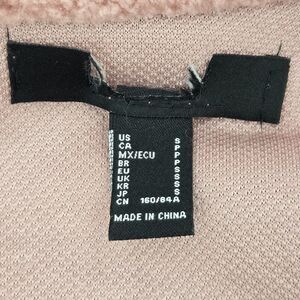 US S
CA P
MX/ECU P
BR P
EU S
UK S
KR S
JP S
CN 160/84A
MADE IN CHINA